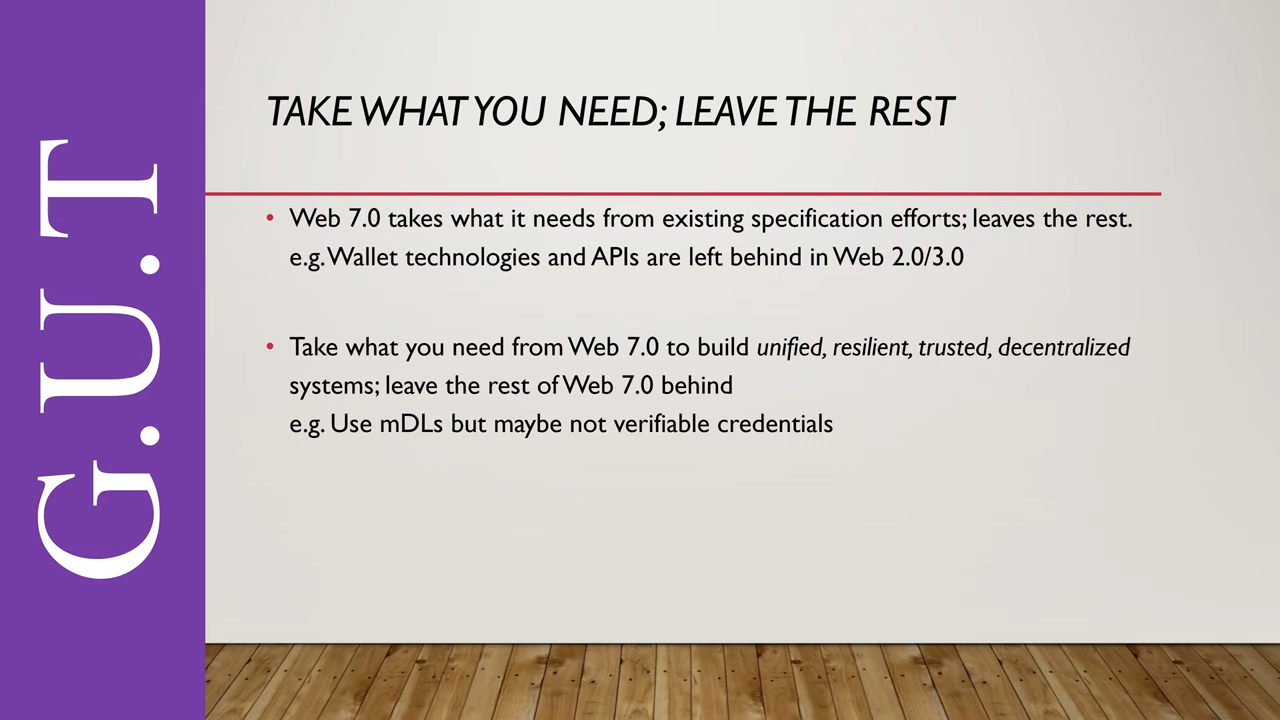 G.U.T
TAKE WHAT YOU NEED; LEAVE THE REST
• Web 7.0 takes what it needs from existing specification efforts; leaves the rest.
e.g. Wallet technologies and APIs are left behind in Web 2.0/3.0
• Take what you need from Web 7.0 to build unified, resilient, trusted, decentralized
systems; leave the rest of Web 7.0 behind
e.g. Use mDLs but maybe not verifiable credentials